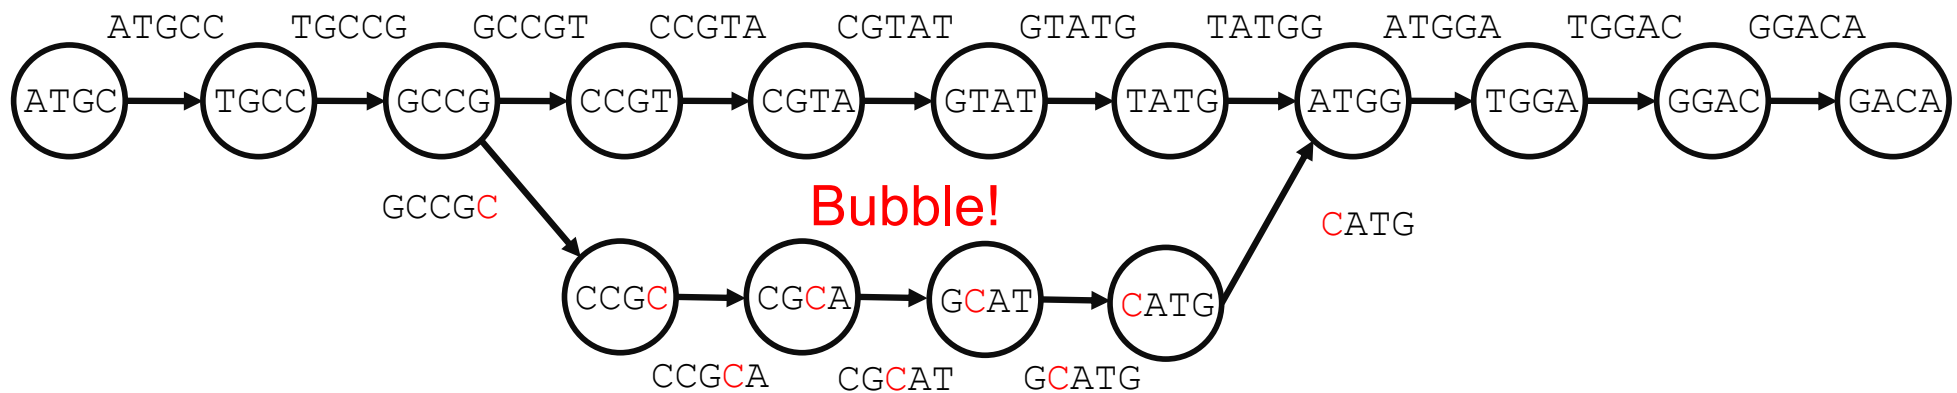 ATGCC TGCCG GCCGT CCGTA CGTAT GTATG TATGG ATGGA TGGAC GGACA
ATGC TGCC GCCG CCGT CGTA GTAT TATG ATGG TGGA GGAC GACA
GCCGC Bubble! CATG
CCGC CGCA GCAT CATG
CCGCA CGCAT GCATG